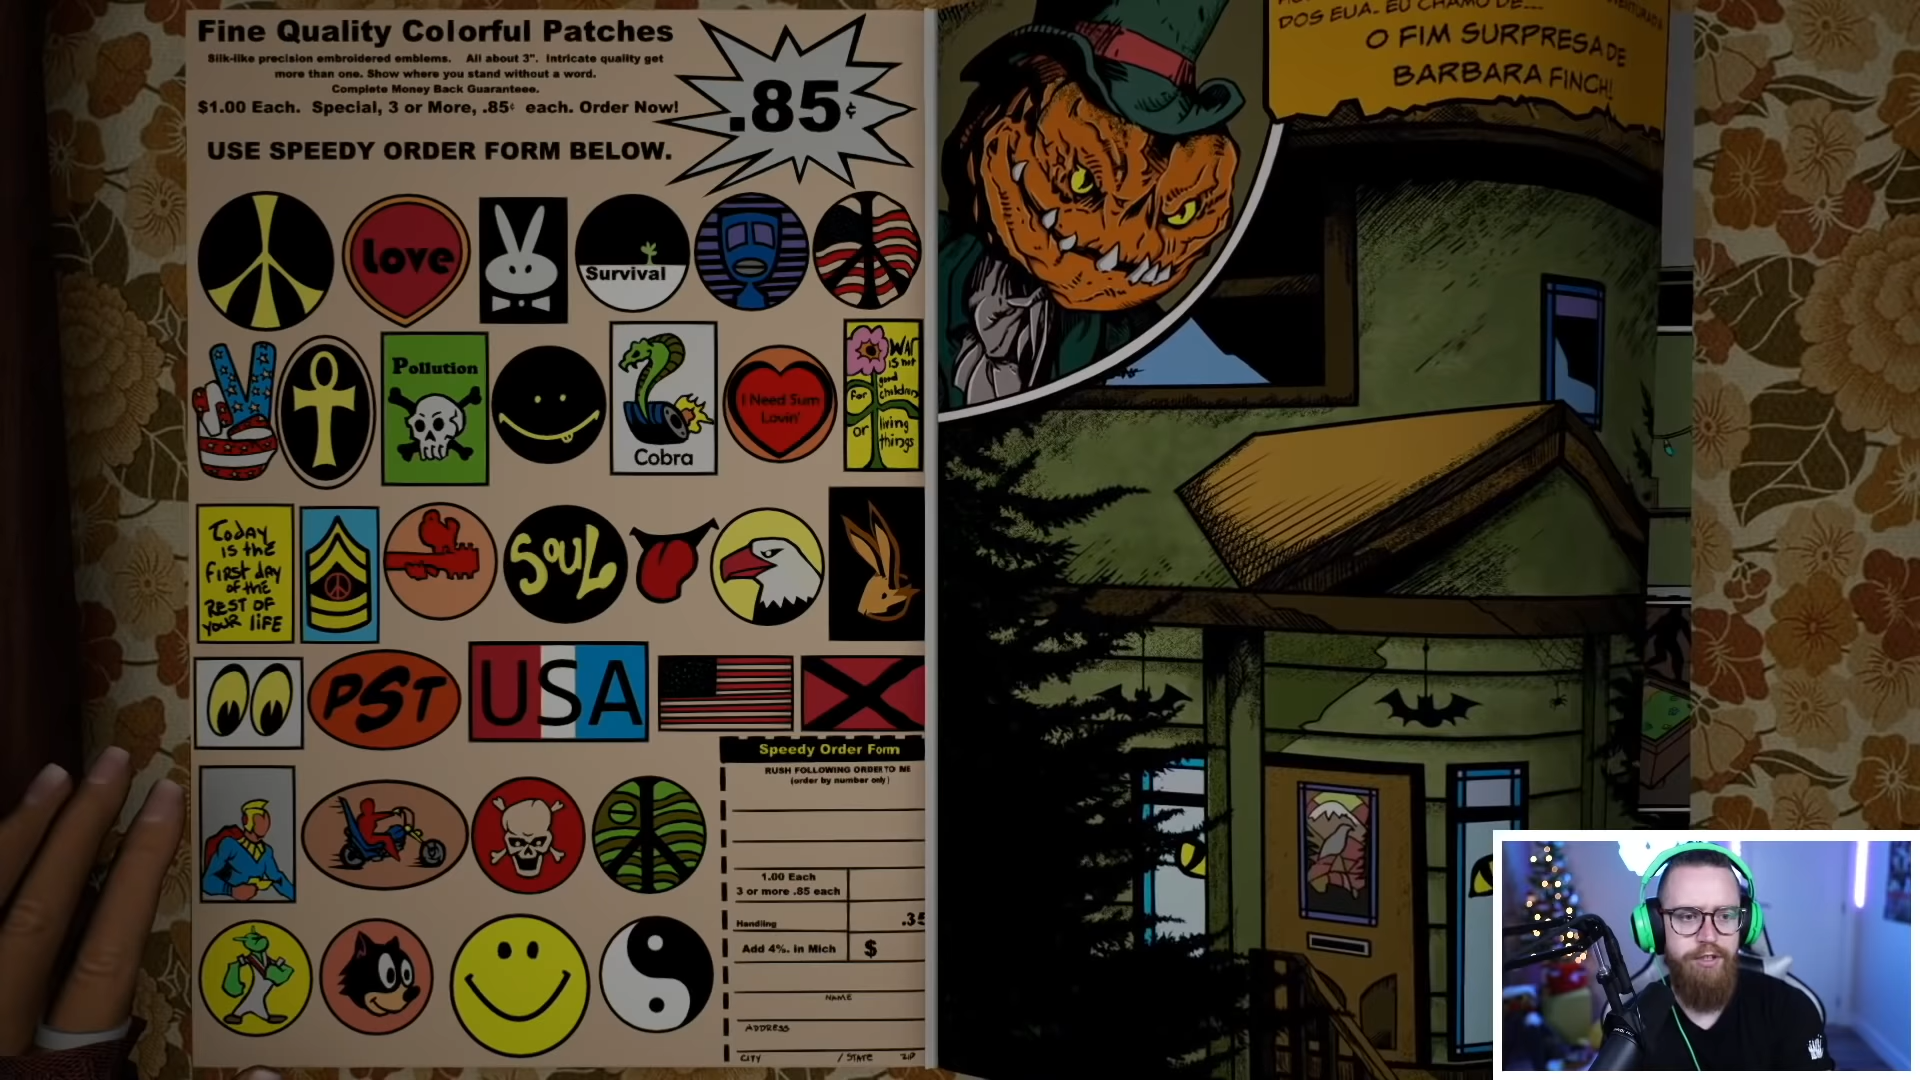 Fine Quality Colorful Patches
Silk-like precision embroidered emblems. All about 3". Intricate quality get
more than one. Show where you stand without a word.
Complete Money Back Guaranteee.
$1.00 Each. Special, 3 or More, .85¢ each. Order Now!
.85¢
USE SPEEDY ORDER FORM BELOW.
Love
Survival
Pollution
Cobra
I Need Sum
Lovin'
WAR
is not
good
for children
or living
things
Today
is the
first day
of the
REST OF
YOUR liFE
SOUL
PST
USA
Speedy Order Form
RUSH FOLLOWING ORDER TO ME
(order by number only)
1.00 Each
3 or more .85 each
Handling
.35
Add 4%. in Mich
$
NAME
ADDRESS
CITY / STATE ZIP
DOS EUA. EU CHAMO DE...
O FIM SURPRESA DE
BARBARA FINCH!